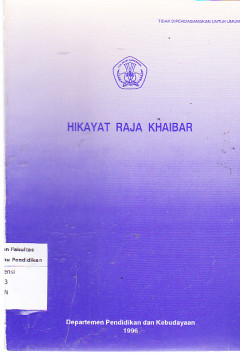 TIDAK DIPERDAGANGKAN UNTUK UMUM
HIKAYAT RAJA KHAIBAR
n Fakultas
u Pendidikan
ensi
3
N
Departemen Pendidikan dan Kebudayaan
1996